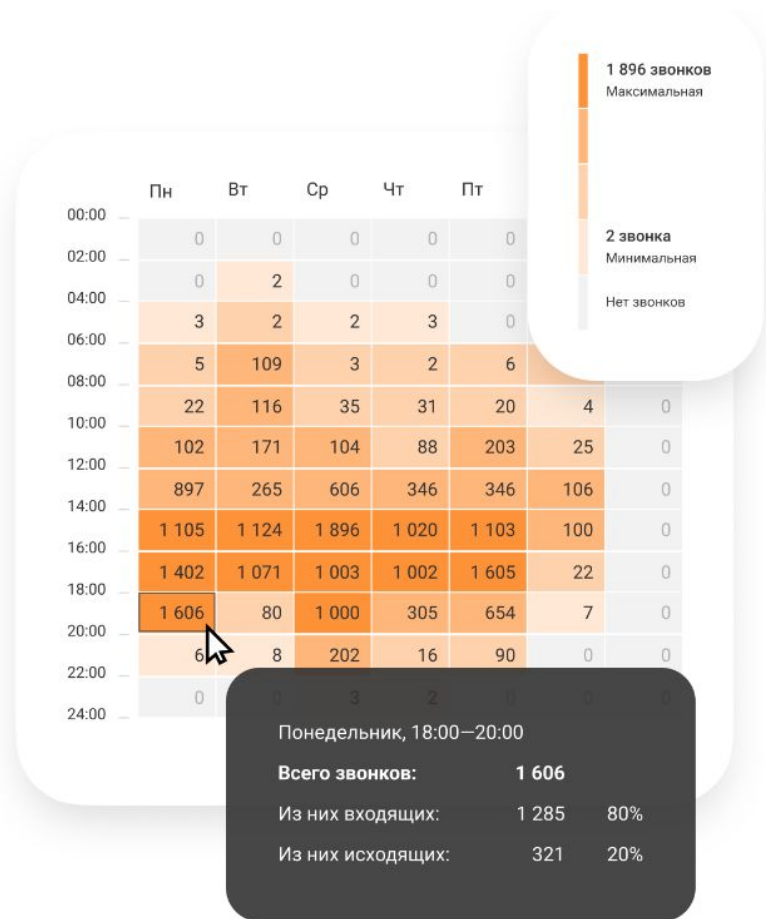 1 896 звонков
Максимальная
2 звонка
Минимальная
Нет звонков
Пн Вт Ср Чт Пт
00:00
0 0 0 0 0
02:00
0 2 0 0 0
04:00
3 2 2 3 0
06:00
5 109 3 2 6
08:00
22 116 35 31 20 4 0
10:00
102 171 104 88 203 25 0
12:00
897 265 606 346 346 106 0
14:00
1 105 1 124 1 896 1 020 1 103 100 0
16:00
1 402 1 071 1 003 1 002 1 605 22 0
18:00
1 606 80 1 000 305 654 7 0
20:00
6 8 202 16 90 0 0
22:00
0 0 3 2 0 0 0
24:00
Понедельник, 18:00—20:00
Всего звонков: 1 606
Из них входящих: 1 285 80%
Из них исходящих: 321 20%